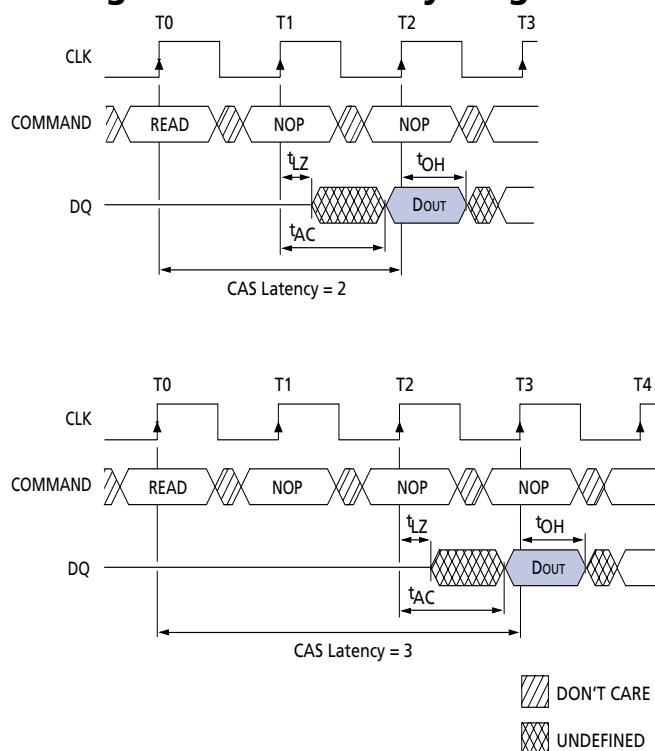 T0 T1 T2 T3
CLK
COMMAND READ NOP NOP
tLZ tOH
DQ DOUT
tAC
CAS Latency = 2
T0 T1 T2 T3 T4
CLK
COMMAND READ NOP NOP NOP
tLZ tOH
DQ DOUT
tAC
CAS Latency = 3
DON'T CARE
UNDEFINED